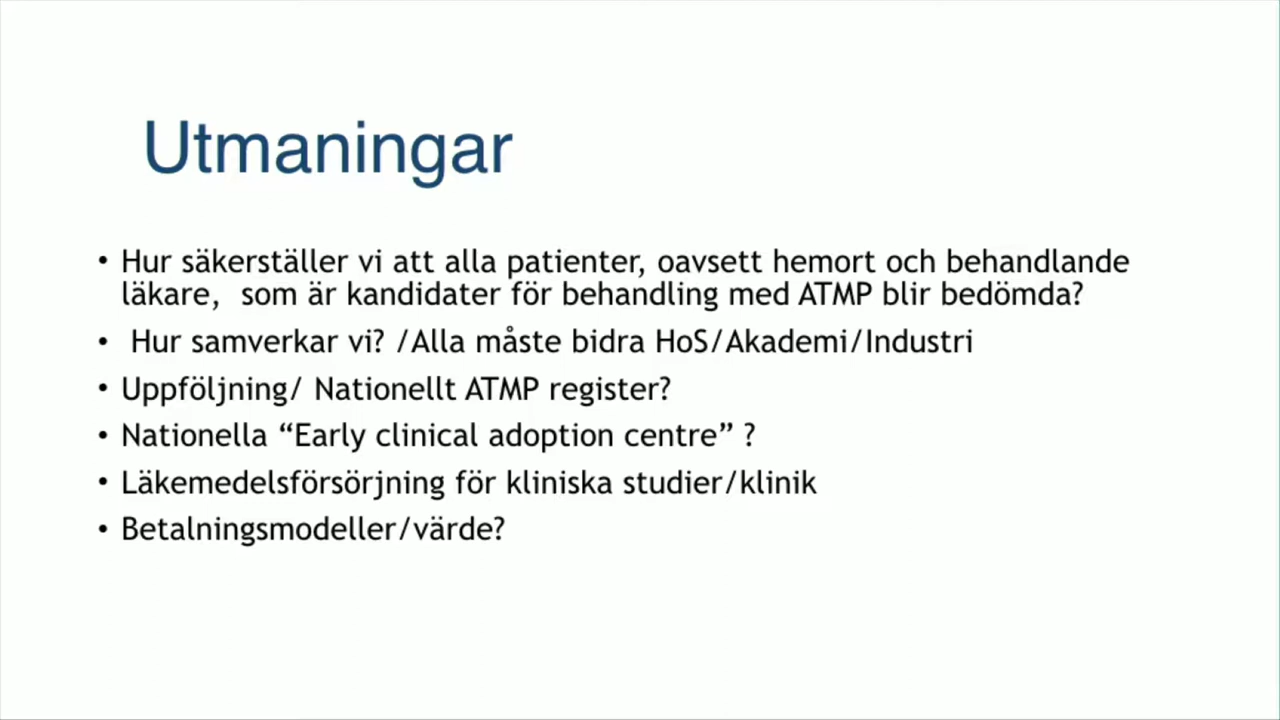 Utmaningar
• Hur säkerställer vi att alla patienter, oavsett hemort och behandlande
läkare,  som är kandidater för behandling med ATMP blir bedömda?
•  Hur samverkar vi? /Alla måste bidra HoS/Akademi/Industri
• Uppföljning/ Nationellt ATMP register?
• Nationella “Early clinical adoption centre” ?
• Läkemedelsförsörjning för kliniska studier/klinik
• Betalningsmodeller/värde?